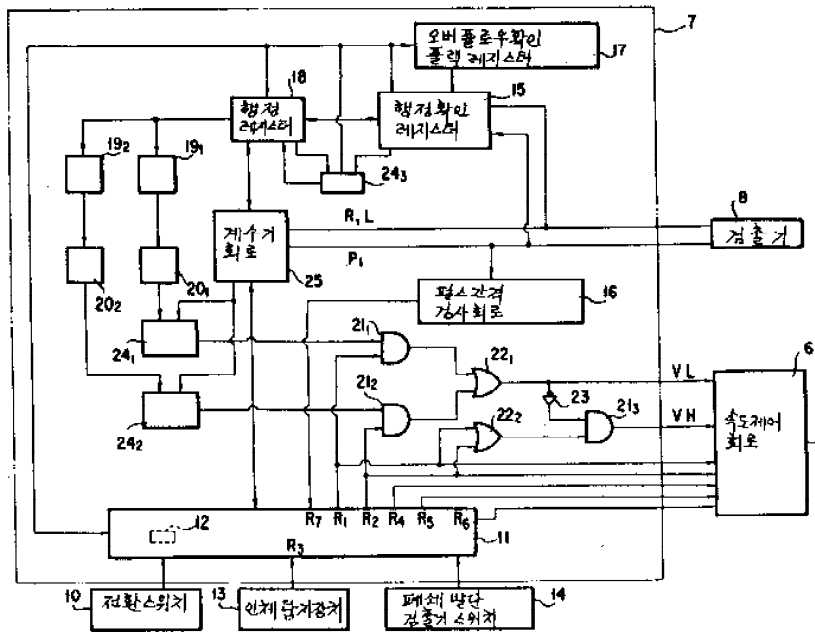 7
오버플로우확인
플랙레지스터
17
18
행정
레지스터
15
행정확인
레지스터
19₂
19₁
24₃
R, L
8
검출기
계수기
회로
25
P₁
20₂
20₁
펄스간격
검사회로
16
24₁
21₁
22₁
VL
6
24₂
21₂
23
21₃
VH
22₂
속도제어
회로
12
R₇
R₁
R₂
R₄
R₅
R₆
R₃
11
10
전환스위치
13
인체탐지장치
폐쇄말단
검출기스위치
14